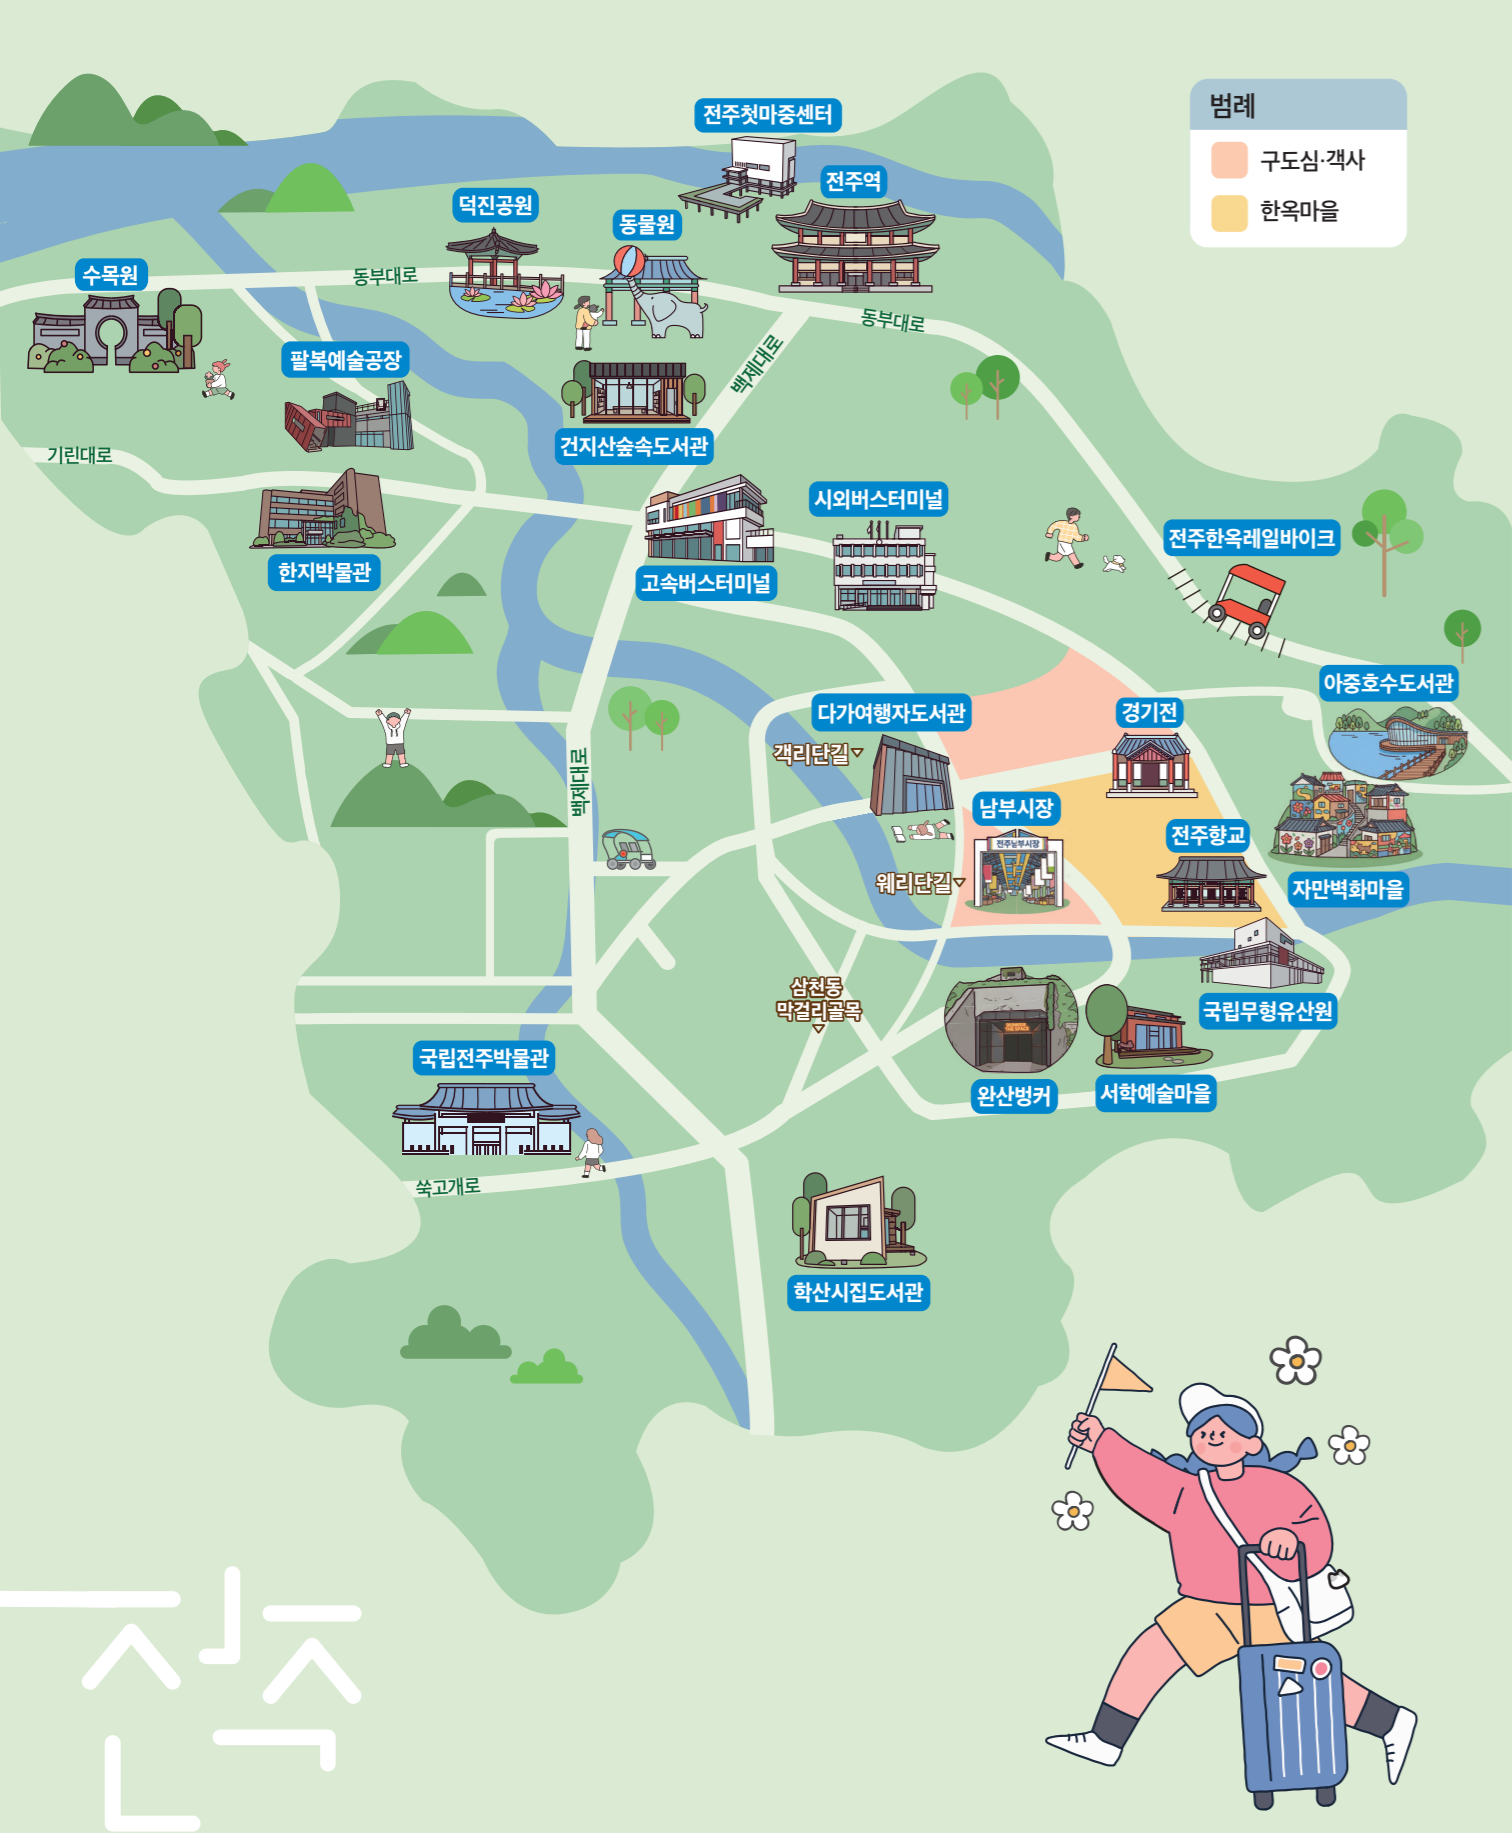 전주첫마중센터
범례
구도심·객사
한옥마을
전주역
덕진공원
동물원
수목원
동부대로
동부대로
팔복예술공장
백제대로
건지산숲속도서관
기린대로
시외버스터미널
전주한옥레일바이크
한지박물관
고속버스터미널
아중호수도서관
다가여행자도서관
경기전
객리단길
백제대로
남부시장
전주남부시장
전주향교
웨리단길
자만벽화마을
삼천동
막걸리골목
국립무형유산원
국립전주박물관
완산벙커
서학예술마을
쑥고개로
학산시집도서관
전주